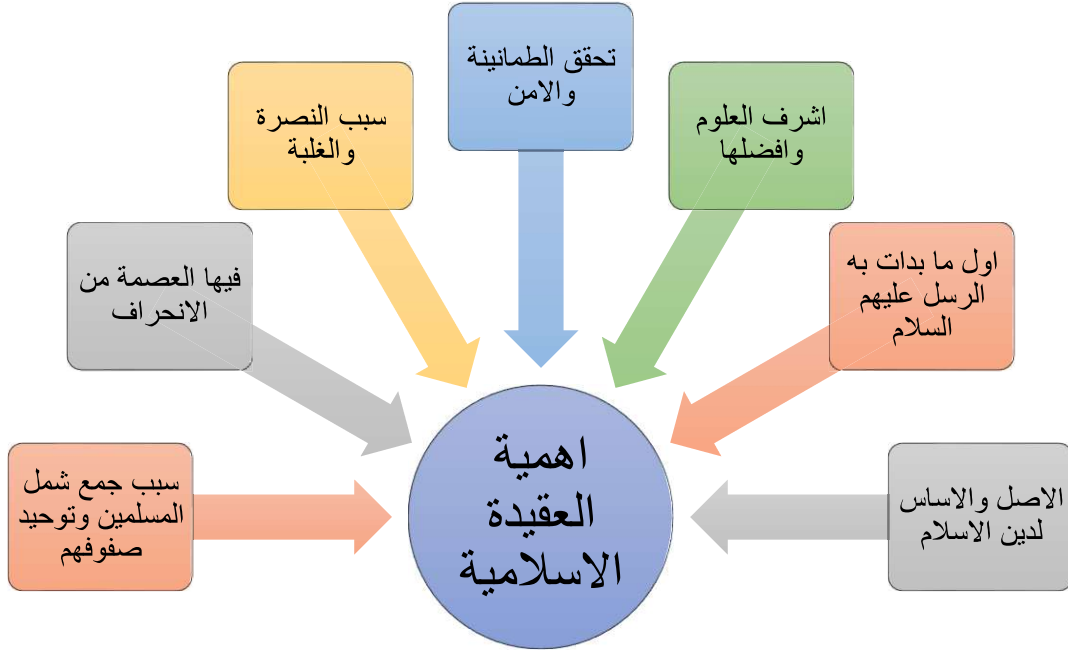 تحقق الطمانينة
والامن
اشرف العلوم
وافضلها
سبب النصرة
والغلبة
اول ما بدات به
الرسل عليهم
السلام
فيها العصمة من
الانحراف
الاصل والاساس
لدين الاسلام
سبب جمع شمل
المسلمين وتوحيد
صفوفهم
اهمية
العقيدة
الاسلامية